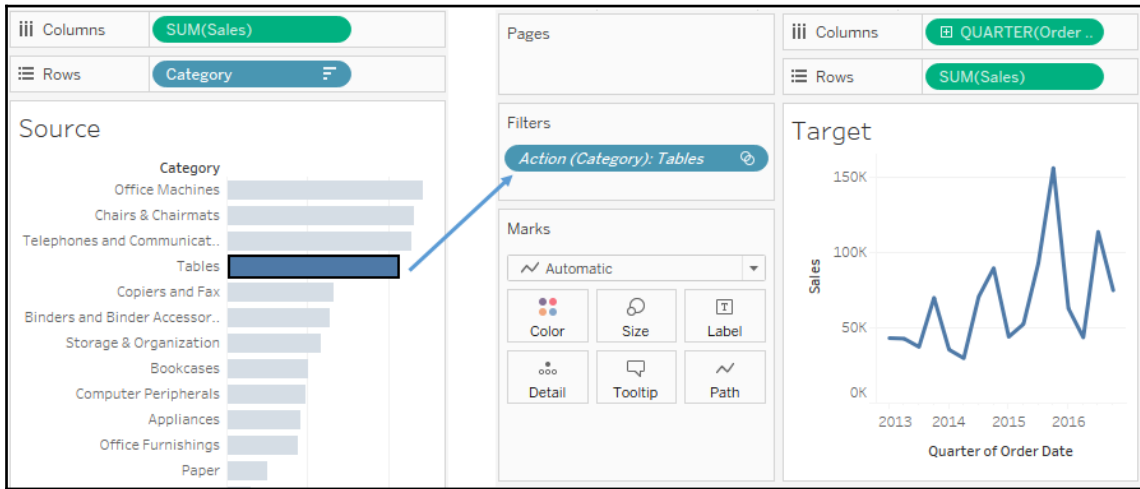 Columns
SUM(Sales)
Rows
Category
Source
Category
Office Machines
Chairs & Chairmats
Telephones and Communicat..
Tables
Copiers and Fax
Binders and Binder Accessor..
Storage & Organization
Bookcases
Computer Peripherals
Appliances
Office Furnishings
Paper
Pages
Filters
Action (Category): Tables
Marks
Automatic
Color
Size
T
Label
Detail
Tooltip
Path
Columns
QUARTER(Order ..
Rows
SUM(Sales)
Target
150K
100K
50K
0K
Sales
2013 2014 2015 2016
Quarter of Order Date